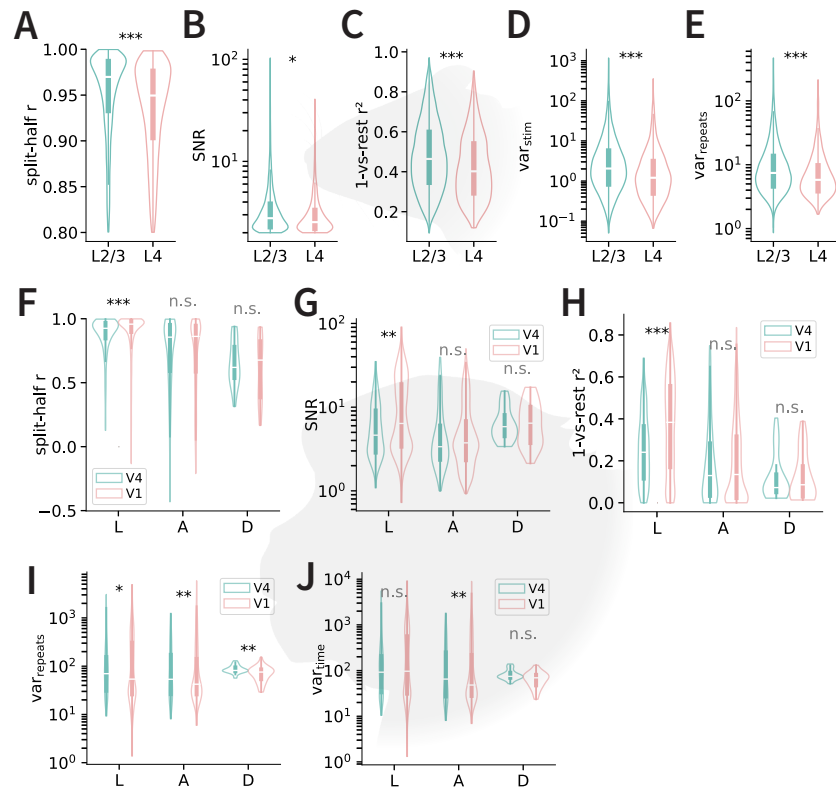 A
***
split-half r
1.00
0.95
0.90
0.85
0.80
L2/3 L4
B
*
SNR
10²
10¹
L2/3 L4
C
***
1-vs-rest r²
1.0
0.8
0.6
0.4
0.2
L2/3 L4
D
***
var_stim
10³
10²
10¹
10⁰
10⁻¹
L2/3 L4
E
***
var_repeats
10²
10¹
10⁰
L2/3 L4
F
*** n.s. n.s.
split-half r
1.0
0.5
0.0
−0.5
V4
V1
L A D
G
** n.s. n.s.
SNR
10²
10¹
10⁰
V4
V1
L A D
H
*** n.s. n.s.
1-vs-rest r²
0.8
0.6
0.4
0.2
0.0
V4
V1
L A D
I
* ** **
var_repeats
10³
10²
10¹
10⁰
V4
V1
L A D
J
n.s. ** n.s.
var_time
10⁴
10³
10²
10¹
10⁰
V4
V1
L A D